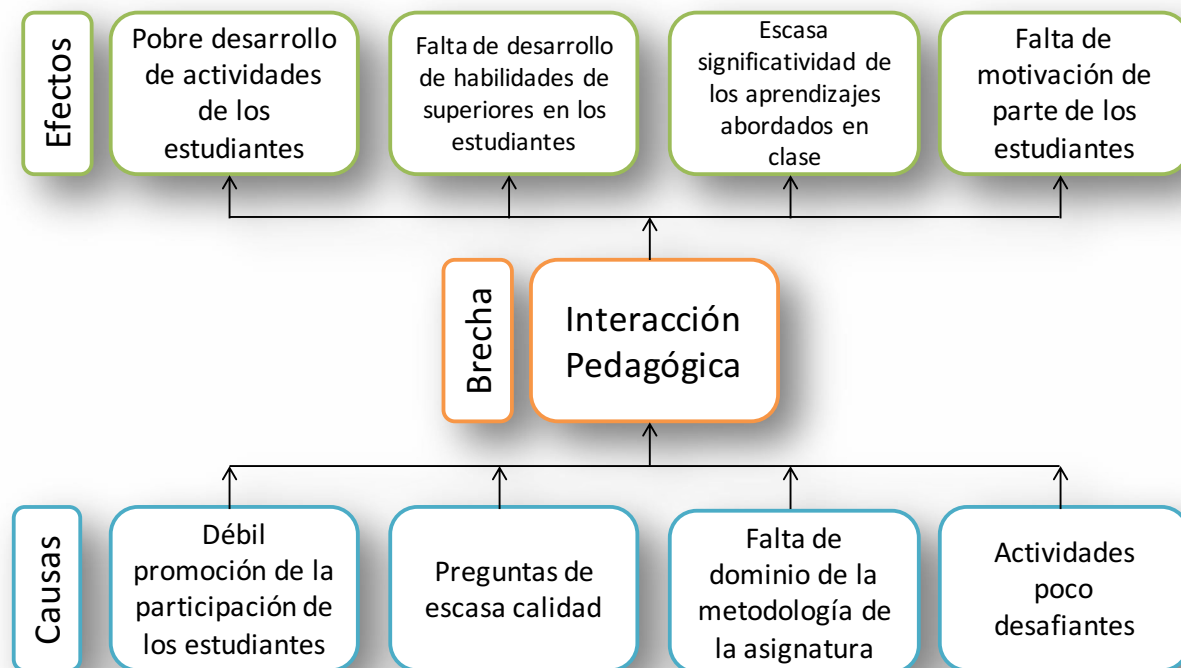 Efectos
Pobre desarrollo
de actividades
de los
estudiantes
Falta de desarrollo
de habilidades de
superiores en los
estudiantes
Escasa
significatividad de
los aprendizajes
abordados en
clase
Falta de
motivación de
parte de los
estudiantes
Brecha
Interacción
Pedagógica
Causas
Débil
promoción de la
participación de
los estudiantes
Preguntas de
escasa calidad
Falta de
dominio de la
metodología de
la asignatura
Actividades
poco
desafiantes